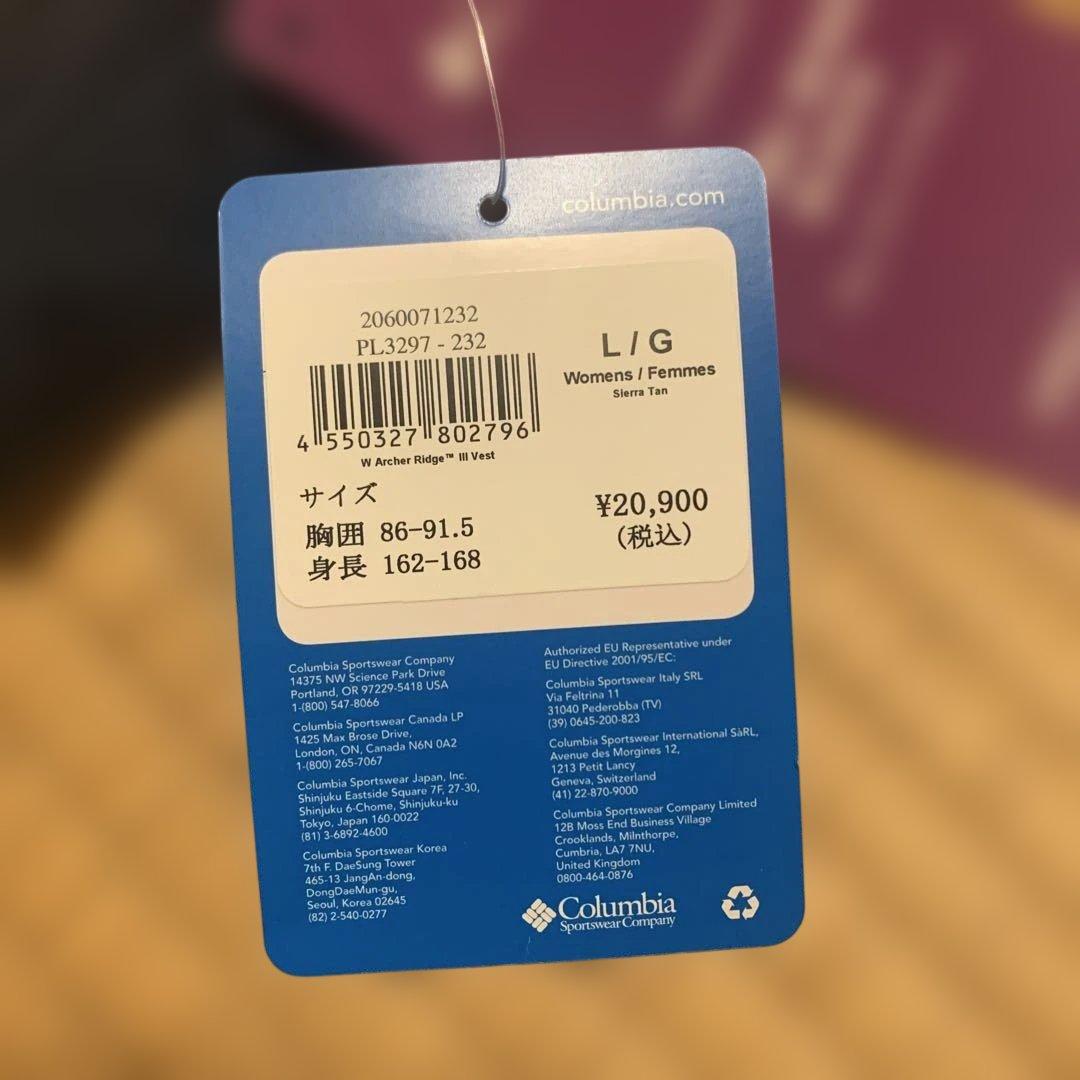 columbia.com
2060071232
PL3297 - 232
4 550327 802796
W Archer Ridge™ III Vest
L / G
Womens / Femmes
Sierra Tan
サイズ
胸囲 86-91.5
身長 162-168
¥20,900
(税込)
Columbia Sportswear Company
14375 NW Science Park Drive
Portland, OR 97229-5418 USA
1-(800) 547-8066
Columbia Sportswear Canada LP
1425 Max Brose Drive,
London, ON, Canada N6N 0A2
1-(800) 265-7067
Columbia Sportswear Japan, Inc.
Shinjuku Eastside Square 7F, 27-30,
Shinjuku 6-Chome, Shinjuku-ku
Tokyo, Japan 160-0022
(81) 3-6892-4600
Columbia Sportswear Korea
7th F. DaeSung Tower
465-13 JangAn-dong,
DongDaeMun-gu,
Seoul, Korea 02645
(82) 2-540-0277
Authorized EU Representative under
EU Directive 2001/95/EC:
Columbia Sportswear Italy SRL
Via Feltrina 11
31040 Pederobba (TV)
(39) 0645-200-823
Columbia Sportswear International SàRL,
Avenue des Morgines 12,
1213 Petit Lancy
Geneva, Switzerland
(41) 22-870-9000
Columbia Sportswear Company Limited
12B Moss End Business Village
Crooklands, Milnthorpe,
Cumbria, LA7 7NU,
United Kingdom
0800-464-0876
Columbia
Sportswear Company